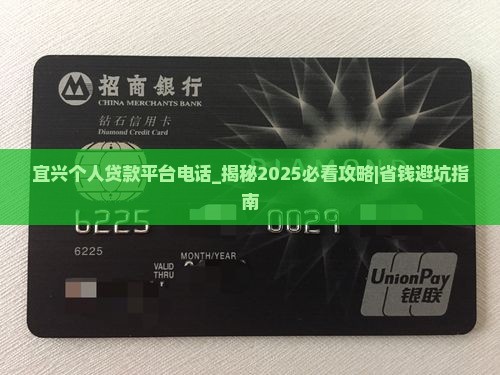 招商銀行
CHINA MERCHANTS BANK
钻石信用卡
Diamond Credit Card
宜兴个人贷款平台电话_揭秘2025必看攻略|省钱避坑指
南
6225 0029
6225
MONTH/YEAR
VALID
THRU
UnionPay
银联